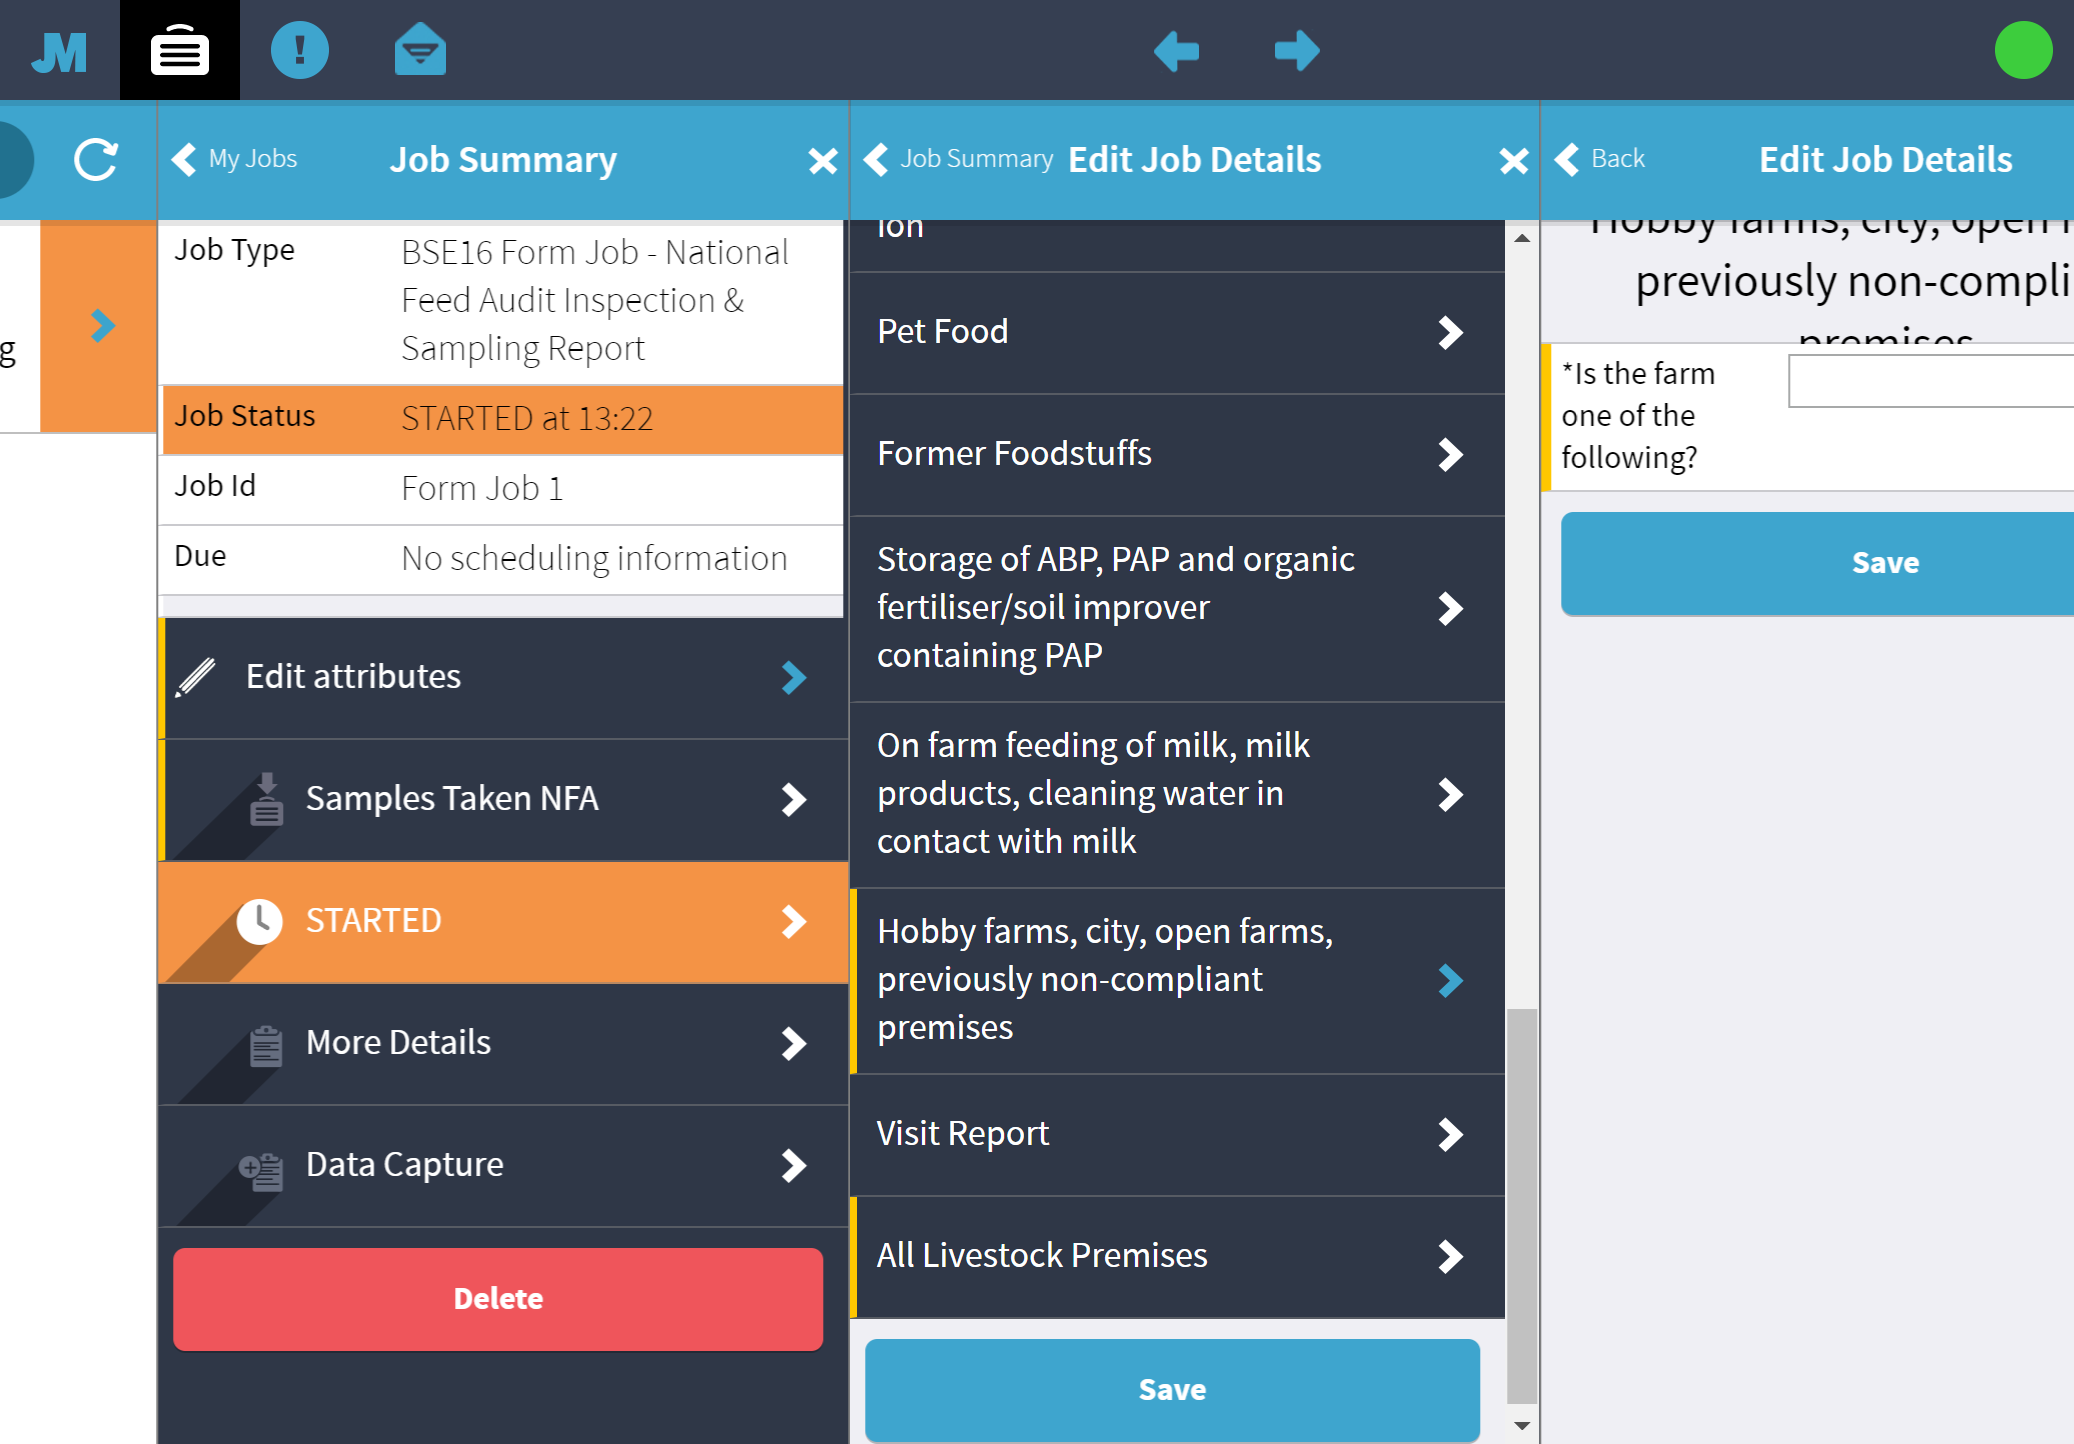 JM
!
g
My Jobs
Job Summary
Job Type
BSE16 Form Job - National
Feed Audit Inspection &
Sampling Report
Job Status
STARTED at 13:22
Job Id
Form Job 1
Due
No scheduling information
Edit attributes
Samples Taken NFA
STARTED
More Details
Data Capture
Delete
Job Summary
Edit Job Details
ion
Pet Food
Former Foodstuffs
Storage of ABP, PAP and organic
fertiliser/soil improver
containing PAP
On farm feeding of milk, milk
products, cleaning water in
contact with milk
Hobby farms, city, open farms,
previously non-compliant
premises
Visit Report
All Livestock Premises
Save
Back
Edit Job Details
Hobby farms, city, open
previously non-compli
premises
*Is the farm
one of the
following?
Save